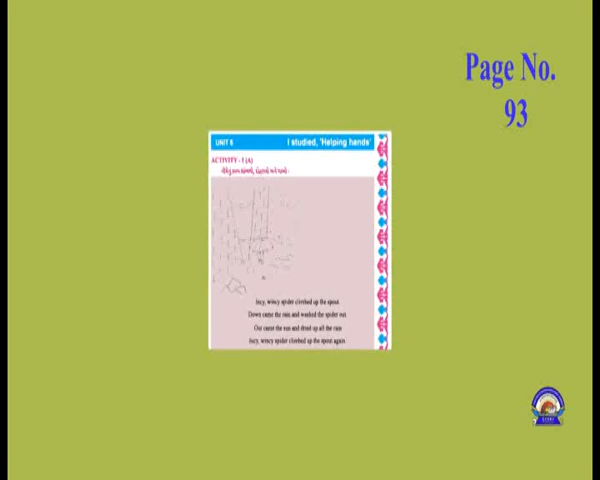 Page No.
93
UNIT 6 I studied, 'Helping hands'
ACTIVITY - 1 (A)
Incy, wincy spider climbed up the spout
Down came the rain and washed the spider out
Out came the sun and dried up all the rain
Incy, wincy spider climbed up the spout again